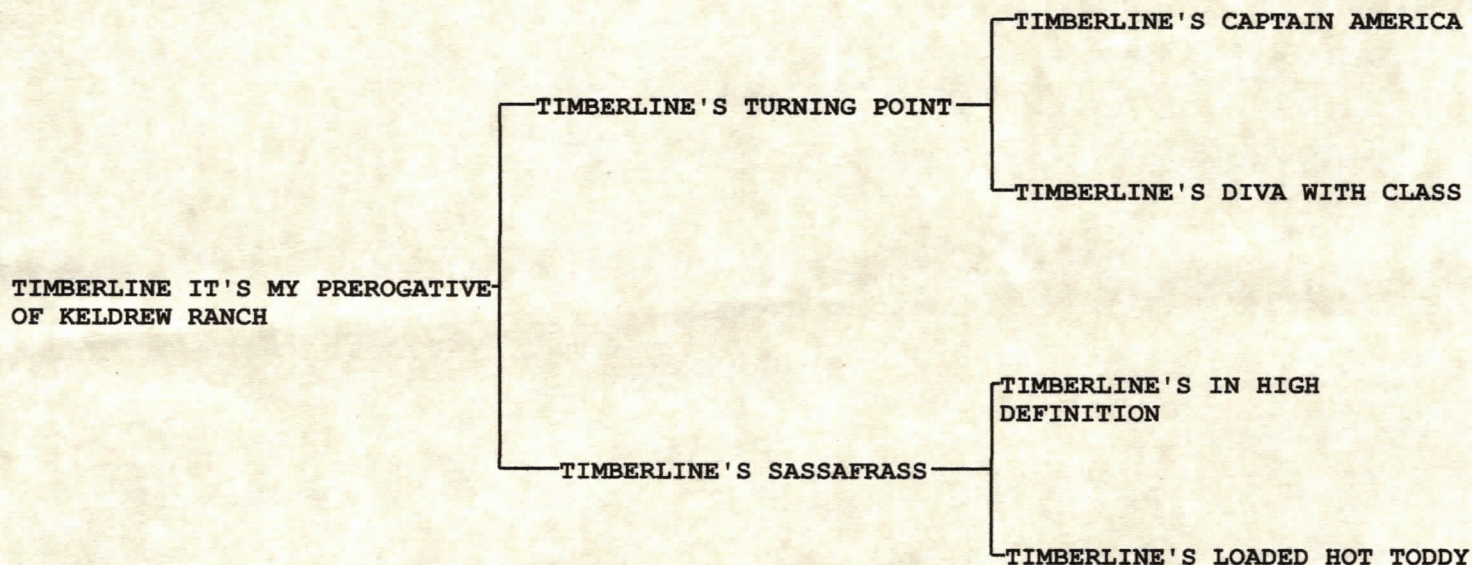 TIMBERLINE'S CAPTAIN AMERICA
TIMBERLINE'S TURNING POINT
TIMBERLINE'S DIVA WITH CLASS
TIMBERLINE IT'S MY PREROGATIVE
OF KELDREW RANCH
TIMBERLINE'S IN HIGH
DEFINITION
TIMBERLINE'S SASSAFRASS
TIMBERLINE'S LOADED HOT TODDY